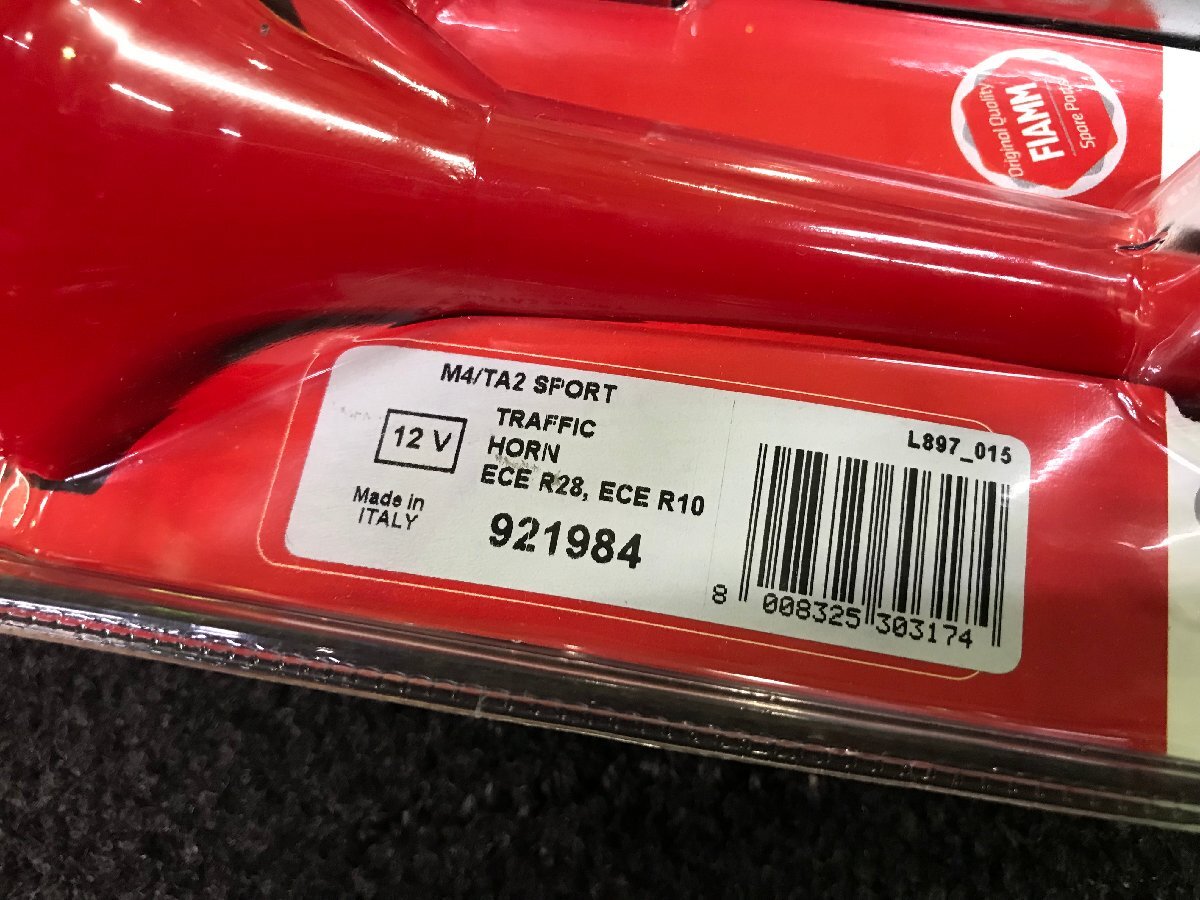 Original Quality
FIAMM
Spare Parts
M4/TA2 SPORT
12 V
TRAFFIC
HORN
ECE R28, ECE R10
Made in
ITALY
921984
L897_015
8 008325 303174